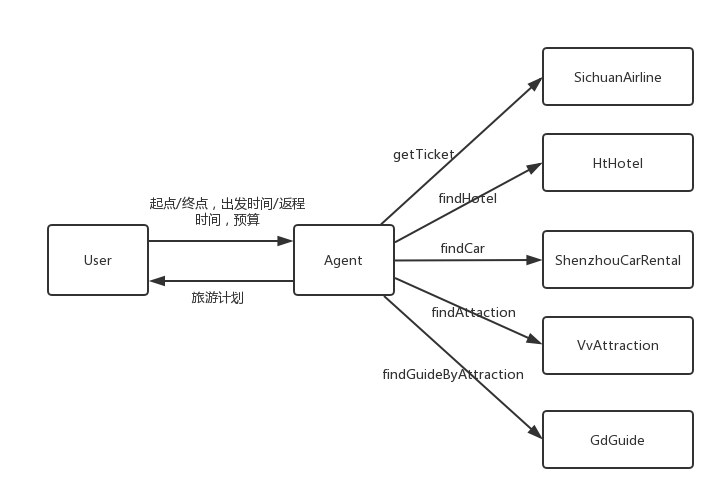 SichuanAirline
getTicket
HtHotel
findHotel
起点/终点，出发时间/返程
时间，预算
User
Agent
findCar
ShenzhouCarRental
旅游计划
findAttaction
VvAttraction
findGuideByAttraction
GdGuide